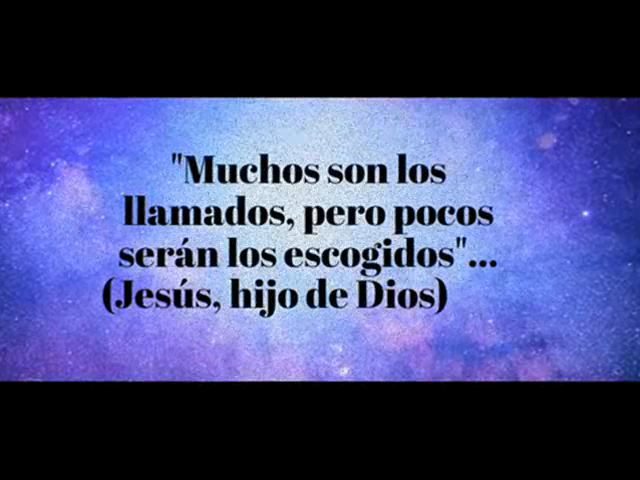 "Muchos son los
llamados, pero pocos
serán los escogidos"...
(Jesús, hijo de Dios)